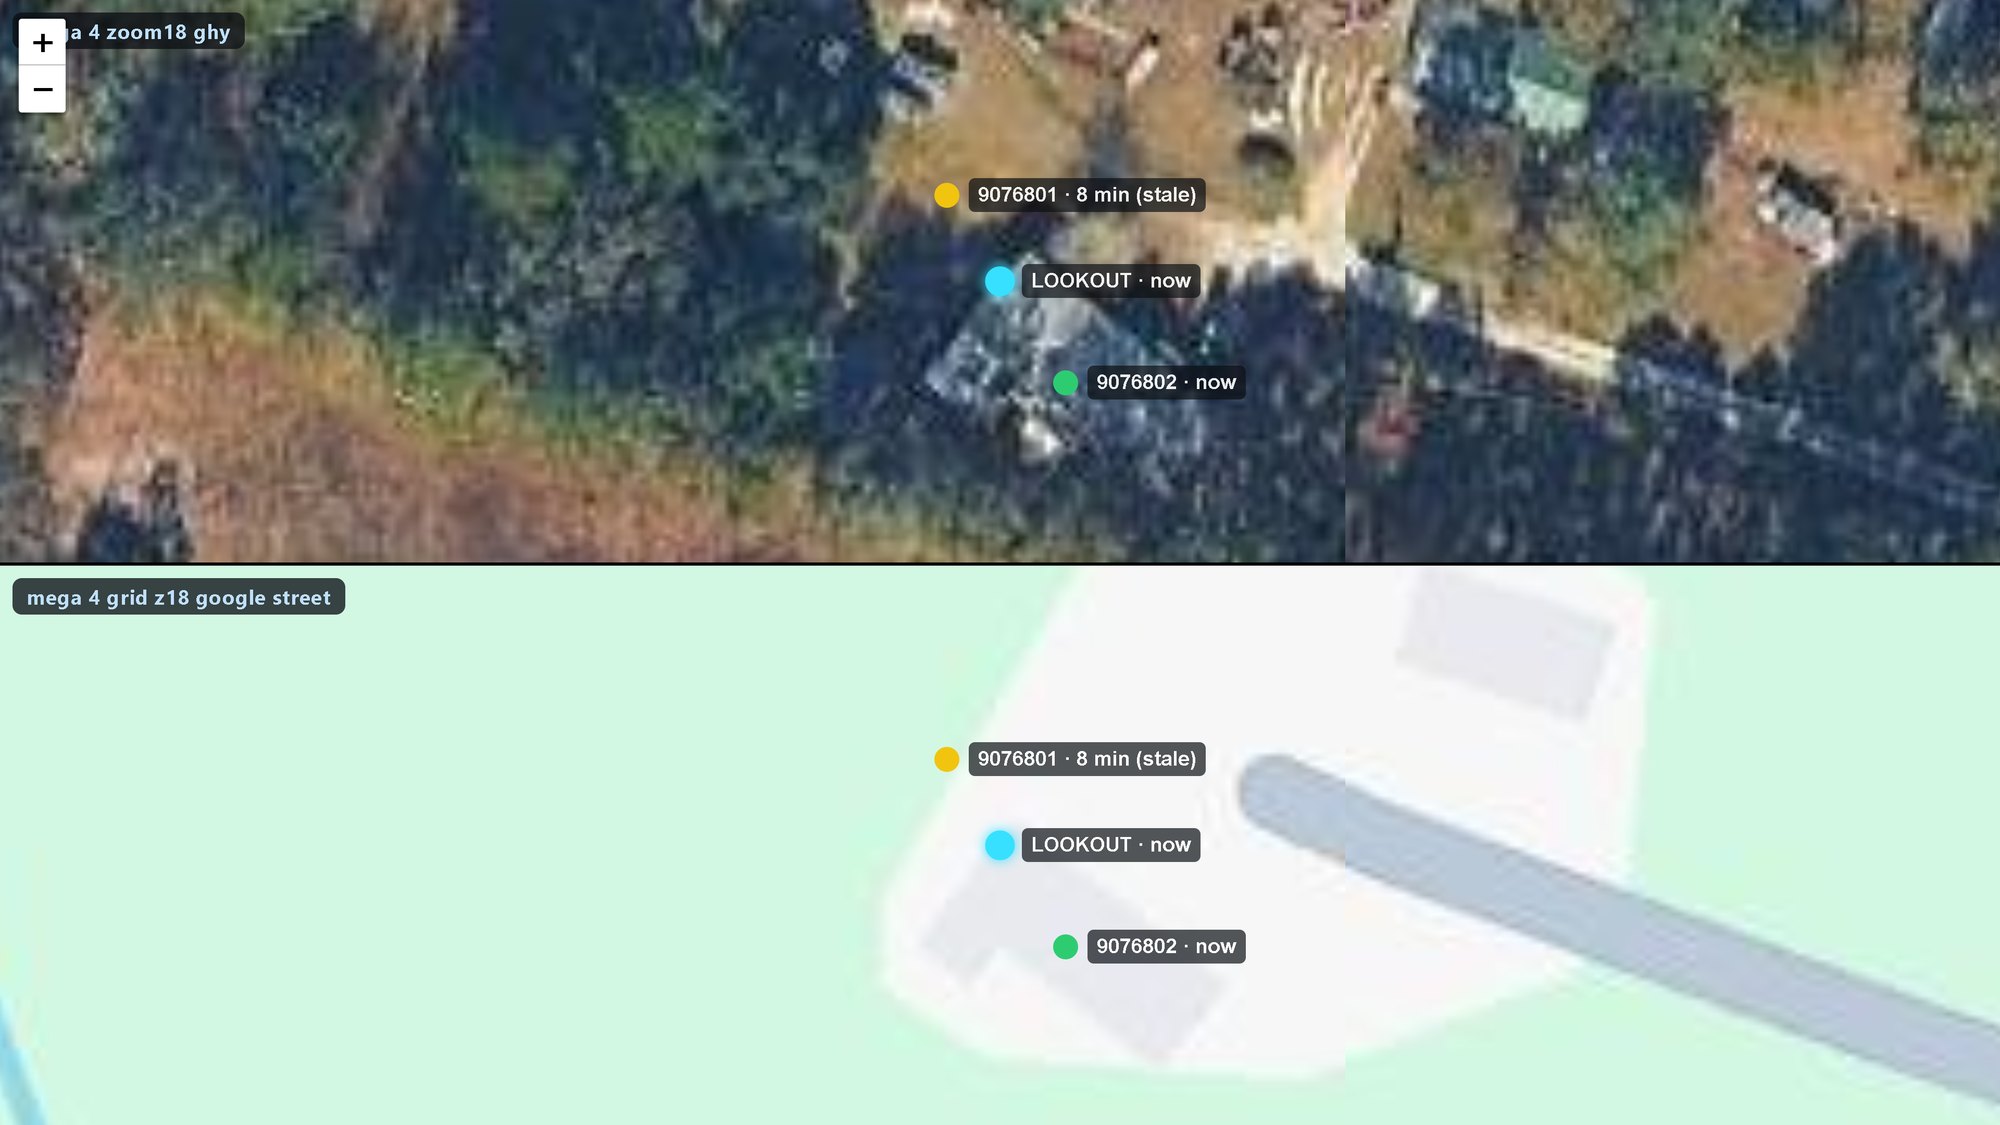 ga 4 zoom18 ghy
+
−
9076801 · 8 min (stale)
LOOKOUT · now
9076802 · now
mega 4 grid z18 google street
9076801 · 8 min (stale)
LOOKOUT · now
9076802 · now